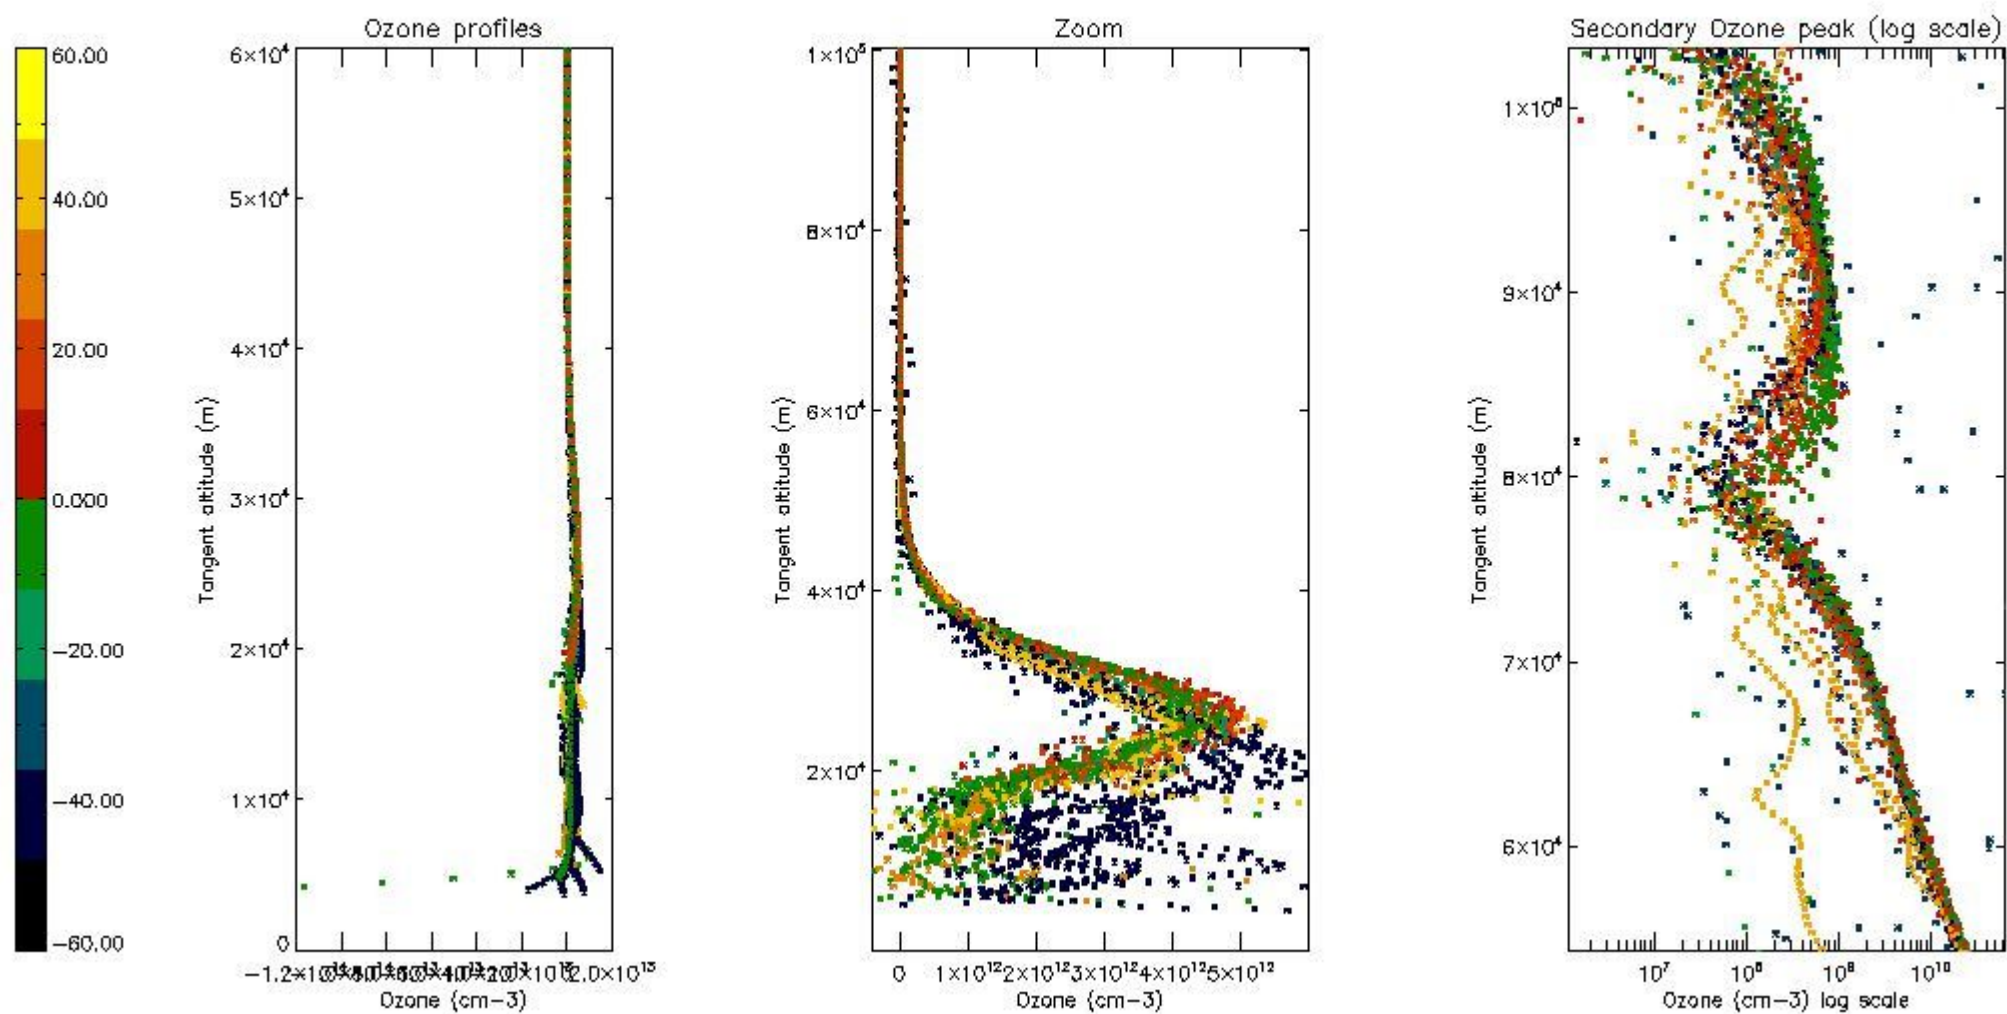 Ozone profiles
Zoom
Secondary Ozone peak (log scale)
60.00
40.00
20.00
0.000
-20.00
-40.00
-60.00
6×10⁴
5×10⁴
4×10⁴
3×10⁴
2×10⁴
1×10⁴
0
Tangent altitude (m)
2.0×10¹³
Ozone (cm-3)
1×10⁵
8×10⁴
6×10⁴
4×10⁴
2×10⁴
Tangent altitude (m)
0 1×10¹² 2×10¹² 3×10¹² 4×10¹² 5×10¹²
Ozone (cm-3)
1×10⁵
9×10⁴
8×10⁴
7×10⁴
6×10⁴
Tangent altitude (m)
10⁷ 10⁸ 10⁹ 10¹⁰
Ozone (cm-3) log scale